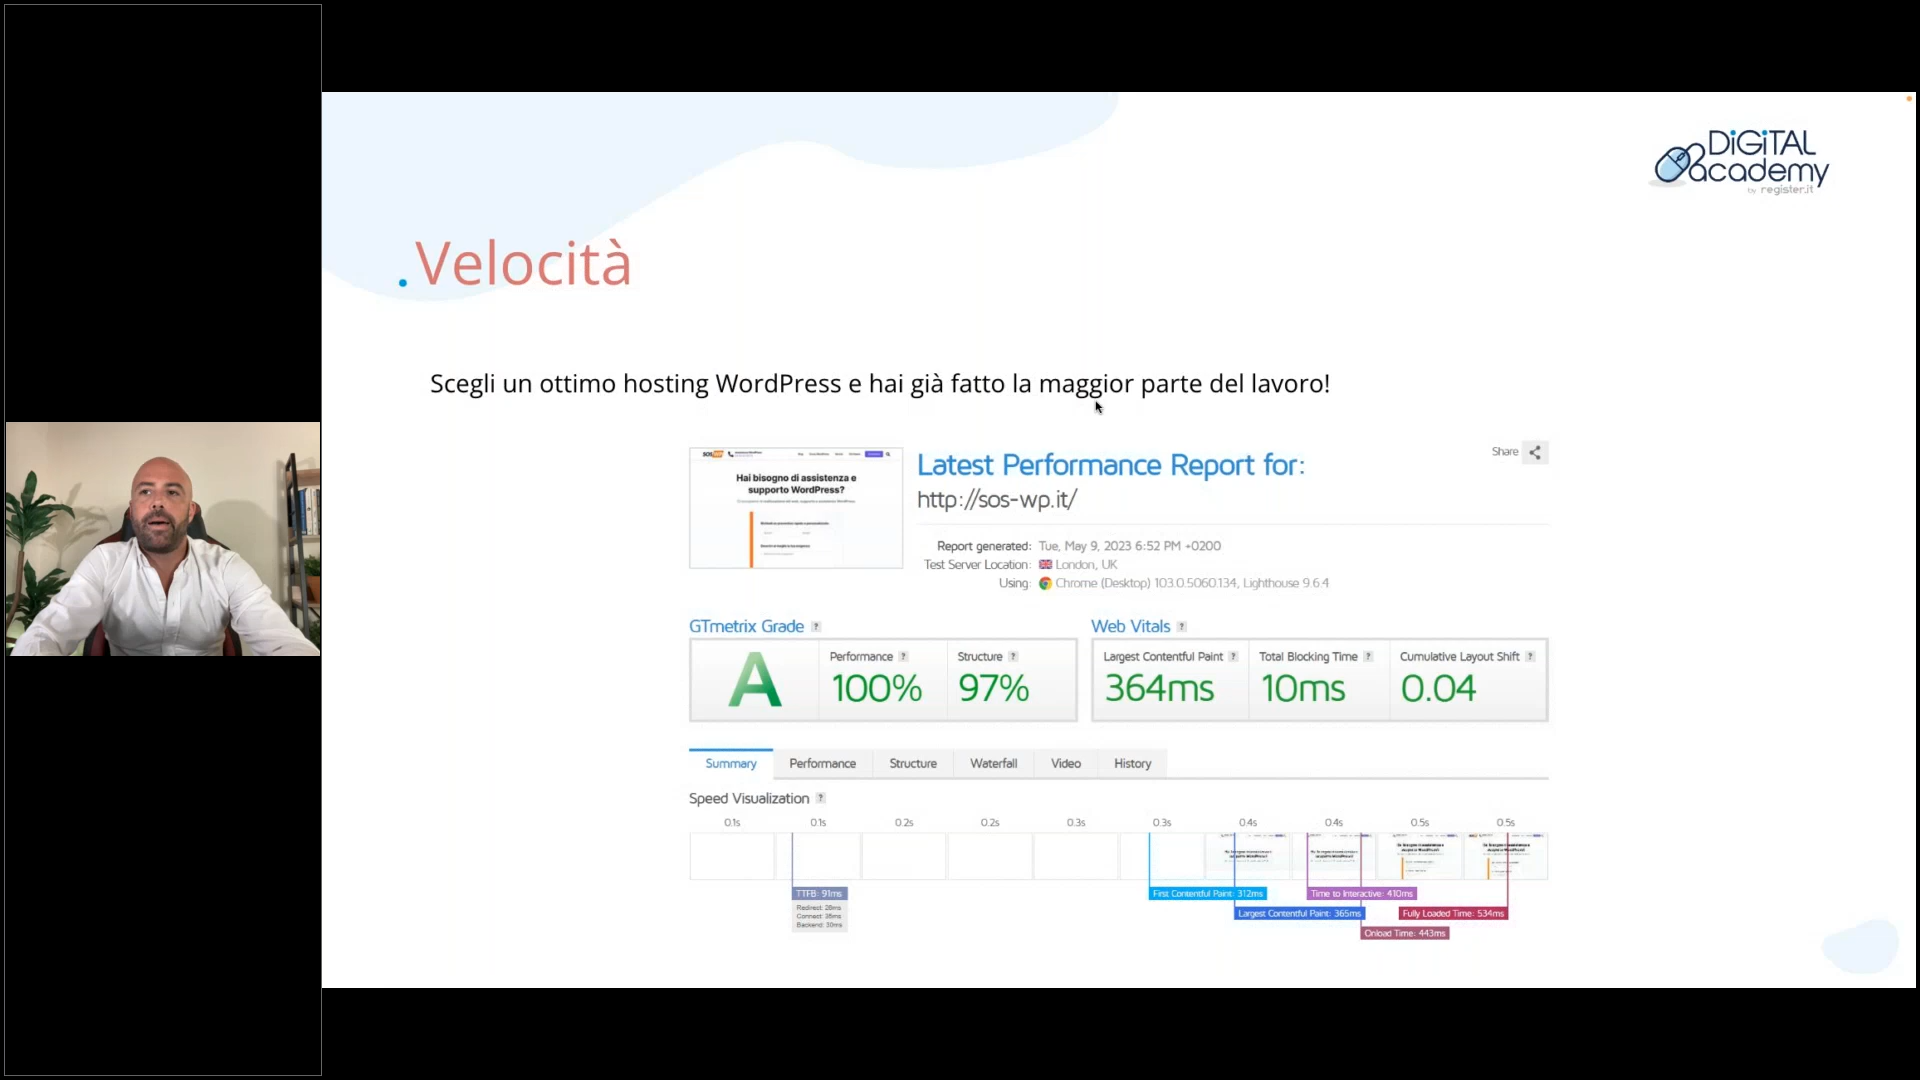 DiGiTAL
academy
by register.it
.Velocità
Scegli un ottimo hosting WordPress e hai già fatto la maggior parte del lavoro!
Hai bisogno di assistenza e
supporto WordPress?
Latest Performance Report for:
http://sos-wp.it/
Share
Report generated: Tue, May 9, 2023 6:52 PM +0200
Test Server Location: London, UK
Using: Chrome (Desktop) 103.0.5060.134, Lighthouse 9.6.4
GTmetrix Grade ?
Web Vitals ?
A
Performance ?
100%
Structure ?
97%
Largest Contentful Paint ?
364ms
Total Blocking Time ?
10ms
Cumulative Layout Shift ?
0.04
Summary Performance Structure Waterfall Video History
Speed Visualization ?
0.1s 0.1s 0.2s 0.2s 0.3s 0.3s 0.4s 0.4s 0.5s 0.5s
TTFB: 91ms
Redirect: 28ms
Connect: 35ms
Backend: 30ms
First Contentful Paint: 312ms
Time to Interactive: 410ms
Largest Contentful Paint: 365ms
Fully Loaded Time: 534ms
Onload Time: 443ms